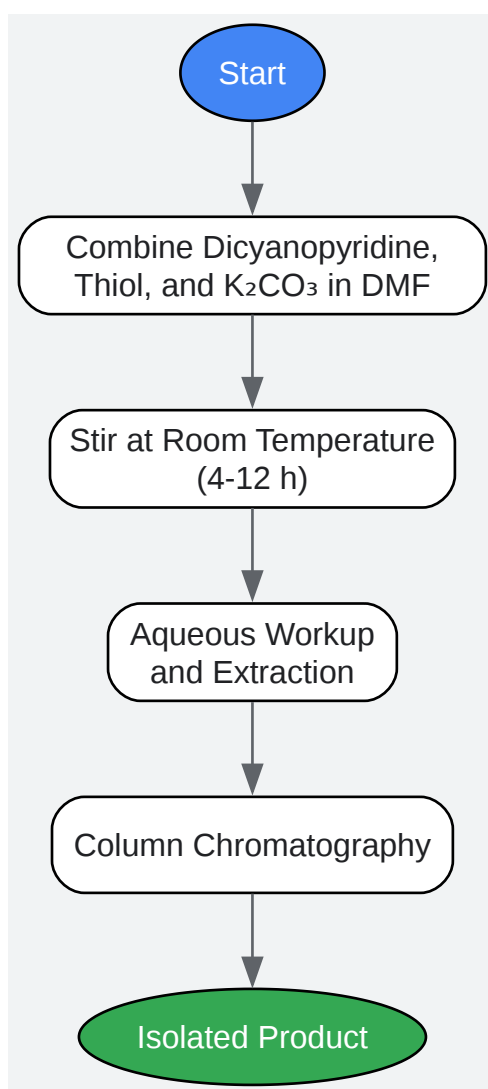 Start
Combine Dicyanopyridine,
Thiol, and K₂CO₃ in DMF
Stir at Room Temperature
(4-12 h)
Aqueous Workup
and Extraction
Column Chromatography
Isolated Product